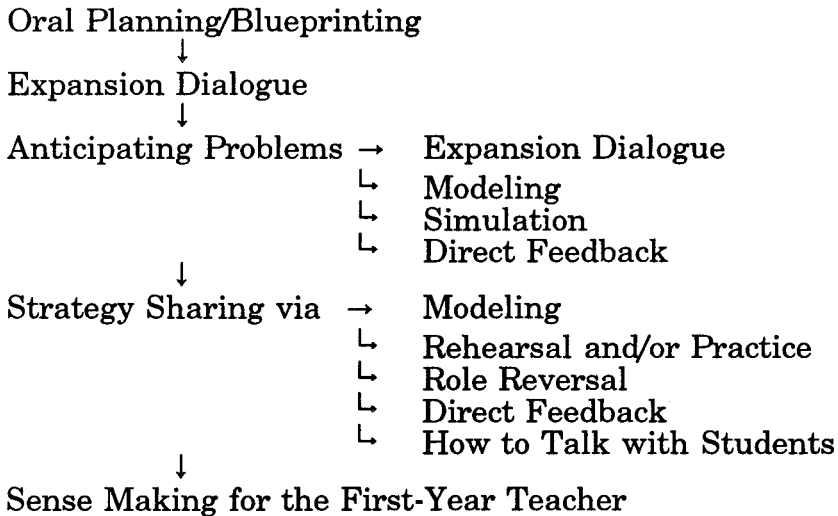 Oral Planning/Blueprinting
↓
Expansion Dialogue
↓
Anticipating Problems → Expansion Dialogue
↳ Modeling
↳ Simulation
↳ Direct Feedback
↓
Strategy Sharing via → Modeling
↳ Rehearsal and/or Practice
↳ Role Reversal
↳ Direct Feedback
↳ How to Talk with Students
↓
Sense Making for the First-Year Teacher